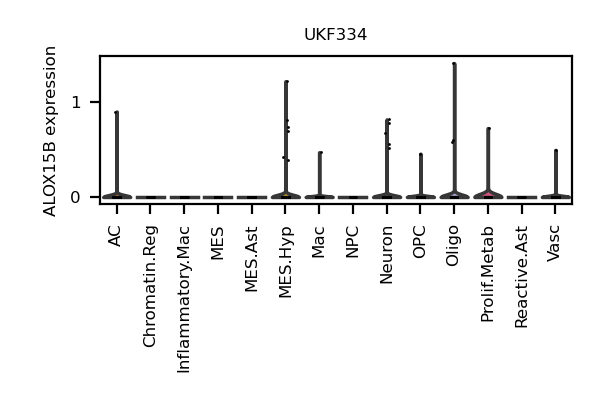 UKF334
ALOX15B expression
1
0
AC
Chromatin.Reg
Inflammatory.Mac
MES
MES.Ast
MES.Hyp
Mac
NPC
Neuron
OPC
Oligo
Prolif.Metab
Reactive.Ast
Vasc